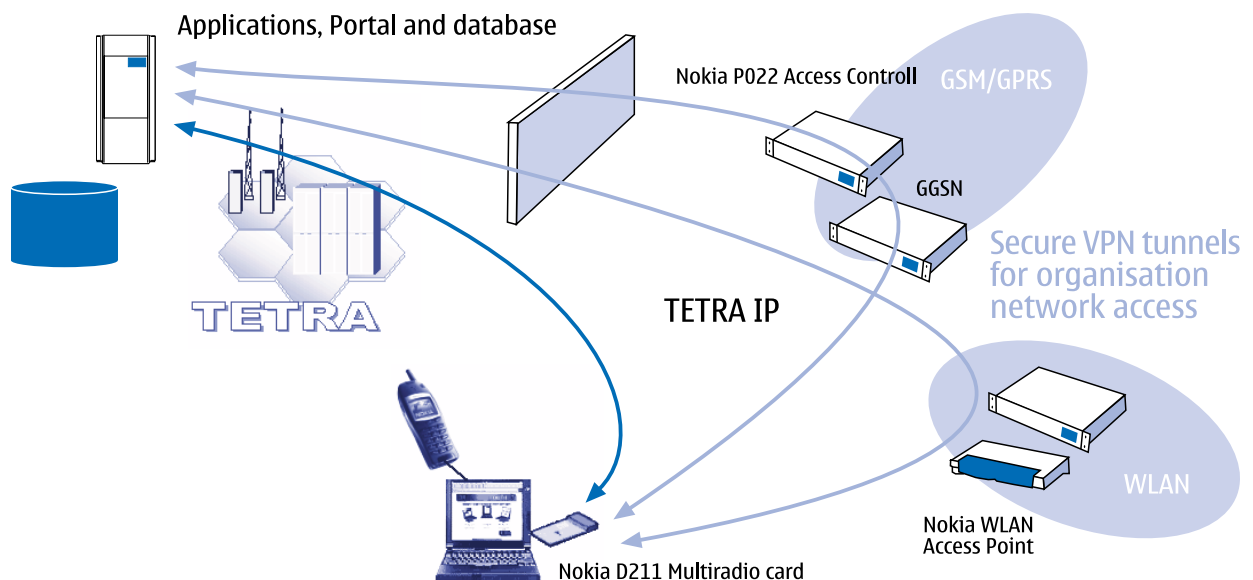 Applications, Portal and database
Nokia P022 Access Controll
GSM/GPRS
GGSN
Secure VPN tunnels
for organisation
network access
TETRA
TETRA IP
WLAN
Nokia WLAN
Access Point
Nokia D211 Multiradio card